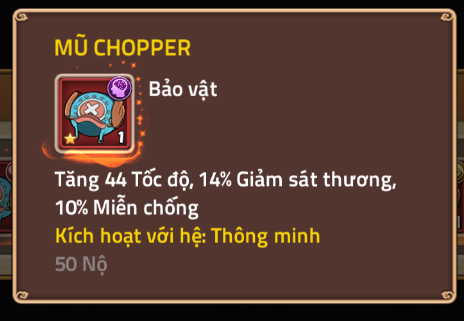 MŨ CHOPPER
Bảo vật
1
Tăng 44 Tốc độ, 14% Giảm sát thương,
10% Miễn chống
Kích hoạt với hệ: Thông minh
50 Nộ